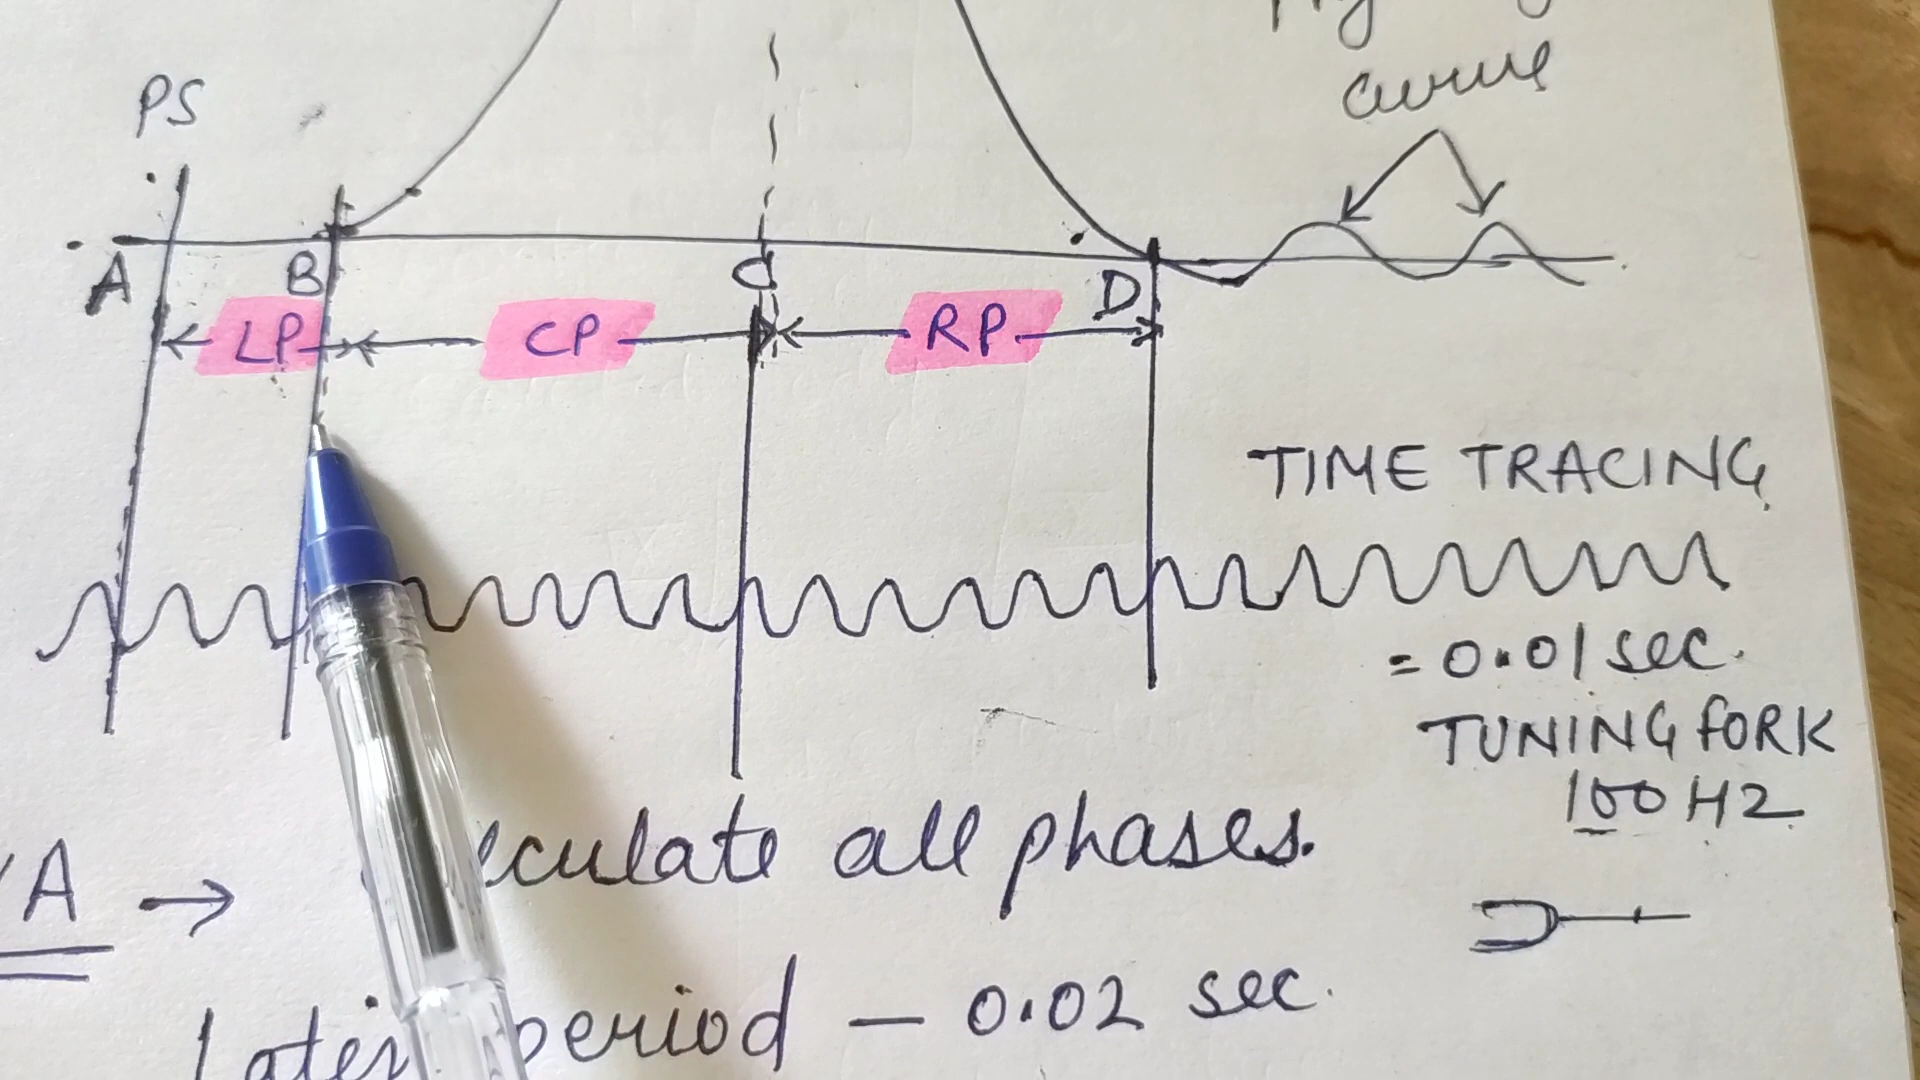 curve
PS
A B C D
LP CP RP
TIME TRACING
= 0.01 sec.
TUNING FORK
100 HZ
A → all phases.
period - 0.02 sec.